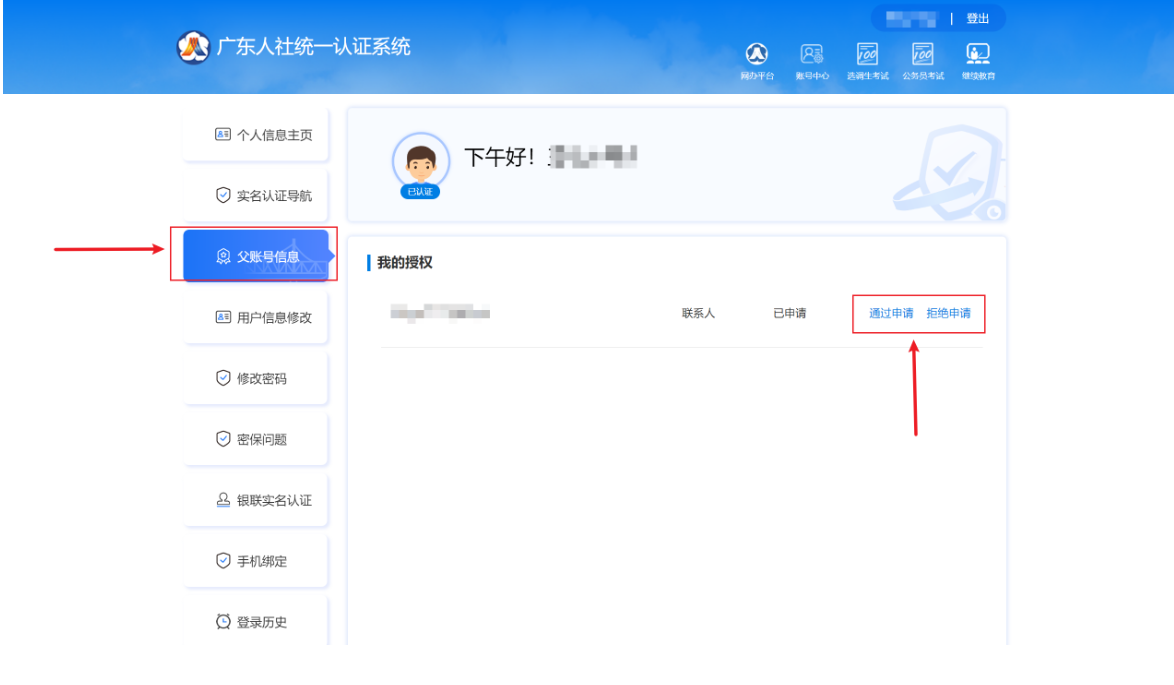 登出
广东人社统一认证系统
网办平台 账号中心 选调生考试 公务员考试 继续教育
个人信息主页
实名认证导航
父账号信息
用户信息修改
修改密码
密保问题
银联实名认证
手机绑定
登录历史
下午好！
已认证
我的授权
联系人 已申请 通过申请 拒绝申请